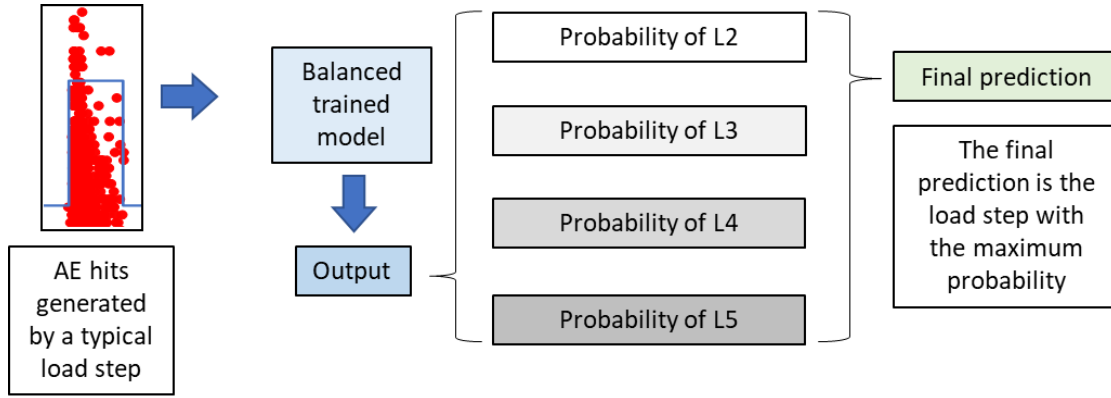 AE hits
generated
by a typical
load step
Balanced
trained
model
Output
Probability of L2
Probability of L3
Probability of L4
Probability of L5
Final prediction
The final
prediction is the
load step with
the maximum
probability